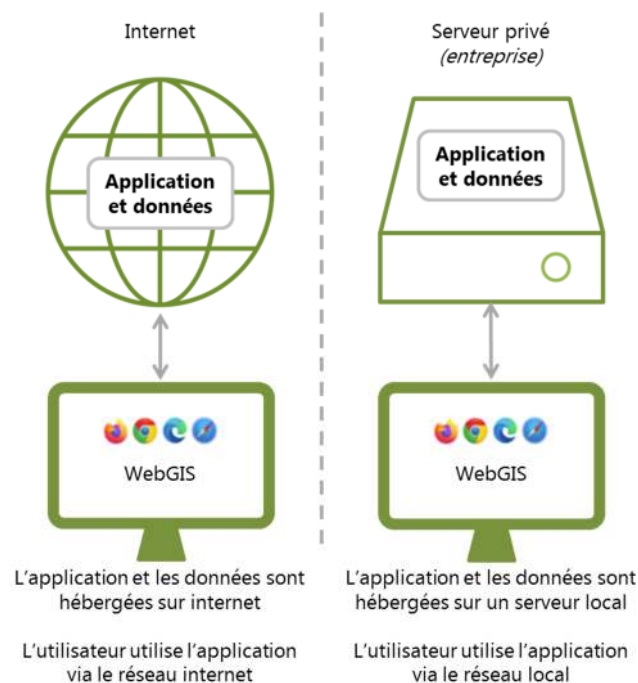 Internet
Application
et données
WebGIS
L'application et les données sont
hébergées sur internet
L'utilisateur utilise l'application
via le réseau internet
Serveur privé
(entreprise)
Application
et données
WebGIS
L'application et les données sont
hébergées sur un serveur local
L'utilisateur utilise l'application
via le réseau local